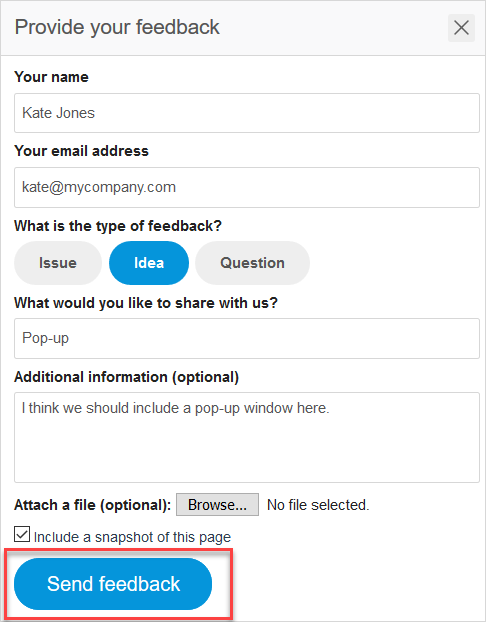 Provide your feedback
Your name
Kate Jones
Your email address
kate@mycompany.com
What is the type of feedback?
Issue Idea Question
What would you like to share with us?
Pop-up
Additional information (optional)
I think we should include a pop-up window here.
Attach a file (optional): Browse... No file selected.
Include a snapshot of this page
Send feedback